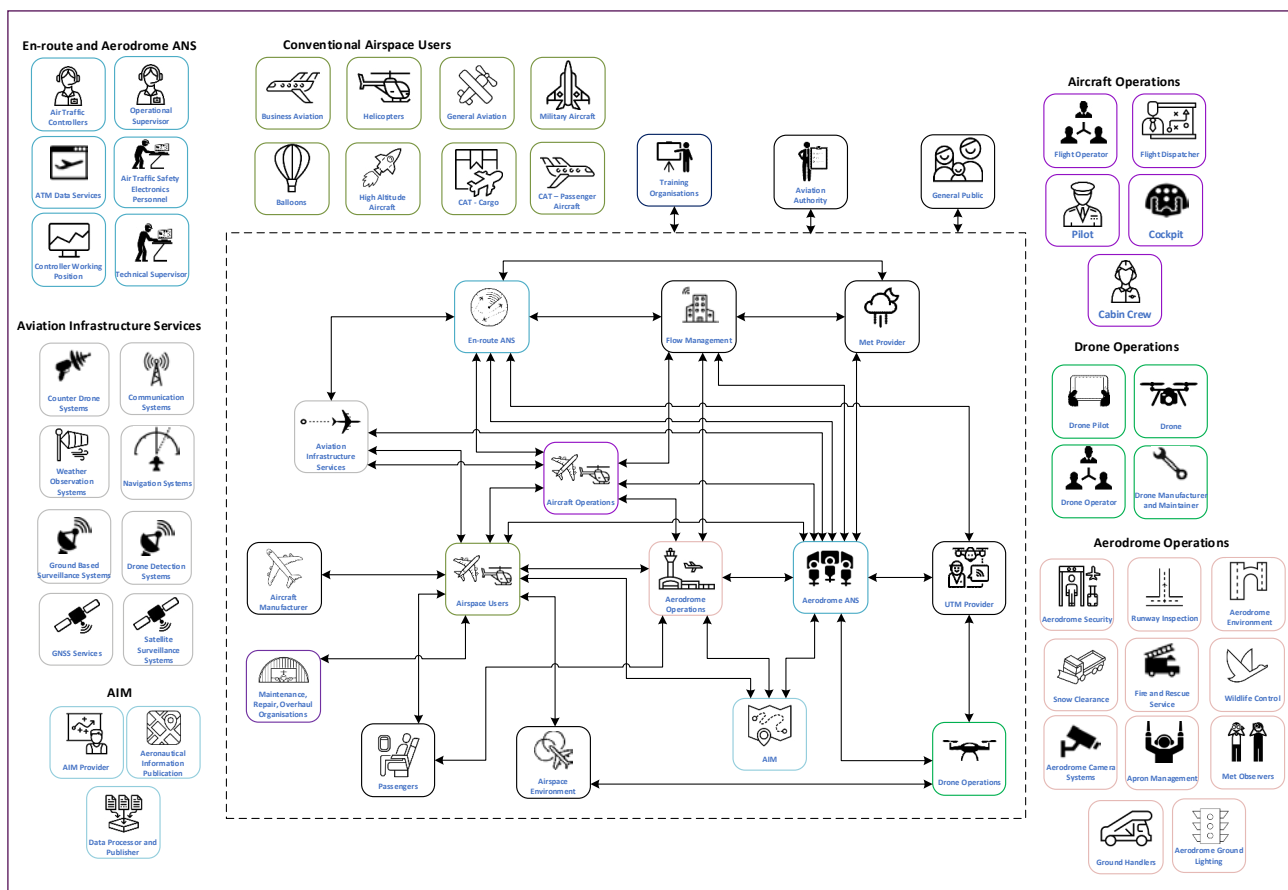 En-route and Aerodrome ANS
Air Traffic
Controllers
Operational
Supervisor
ATM Data Services
Air Traffic Safety
Electronics
Personnel
Controller Working
Position
Technical Supervisor
Aviation Infrastructure Services
Counter Drone
Systems
Communication
Systems
Weather
Observation
Systems
Navigation Systems
Ground Based
Surveillance Systems
Drone Detection
Systems
GNSS Services
Satellite
Surveillance
Systems
AIM
AIM Provider
Aeronautical
Information
Publication
Data Processor and
Publisher
Conventional Airspace Users
Business Aviation
Helicopters
General Aviation
Military Aircraft
Balloons
High Altitude
Aircraft
CAT - Cargo
CAT – Passenger
Aircraft
Training
Organisations
Aviation
Authority
General Public
En-route ANS
Flow Management
Met Provider
Aviation
Infrastructure
Services
Aircraft Operations
Aircraft
Manufacturer
Airspace Users
Aerodrome
Operations
Aerodrome ANS
UTM Provider
Maintenance,
Repair, Overhaul
Organisations
Passengers
Airspace
Environment
AIM
Drone Operations
Aircraft Operations
Flight Operator
Flight Dispatcher
Pilot
Cockpit
Cabin Crew
Drone Operations
Drone Pilot
Drone
Drone Operator
Drone Manufacturer
and Maintainer
Aerodrome Operations
Aerodrome Security
Runway Inspection
Aerodrome
Environment
Snow Clearance
Fire and Rescue
Service
Wildlife Control
Aerodrome Camera
Systems
Apron Management
Met Observers
Ground Handlers
Aerodrome Ground
Lighting